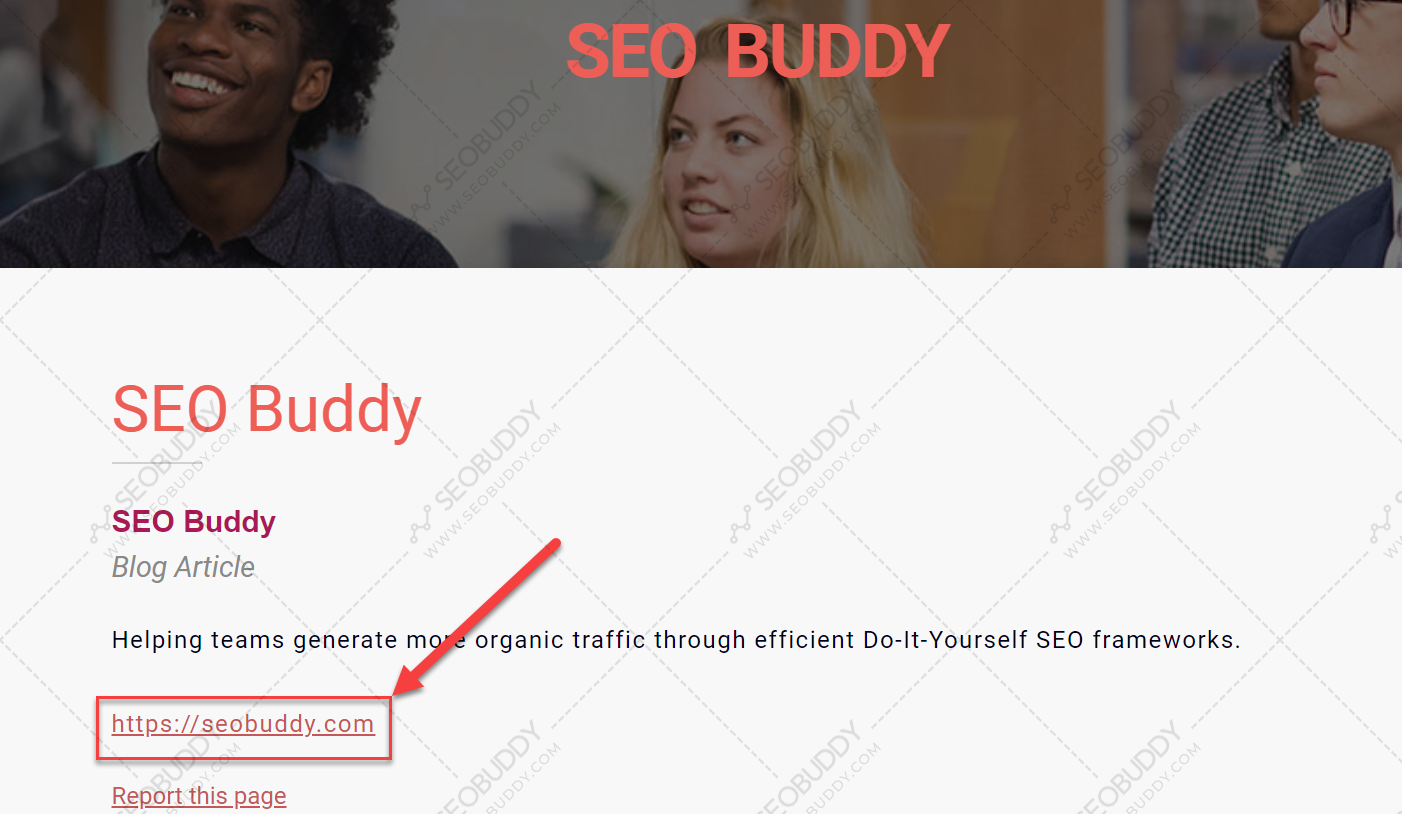 SEO BUDDY
SEO Buddy
SEO Buddy
Blog Article
Helping teams generate more organic traffic through efficient Do-It-Yourself SEO frameworks.
https://seobuddy.com
Report this page
SEOBUDDY
WWW.SEOBUDDY.COM